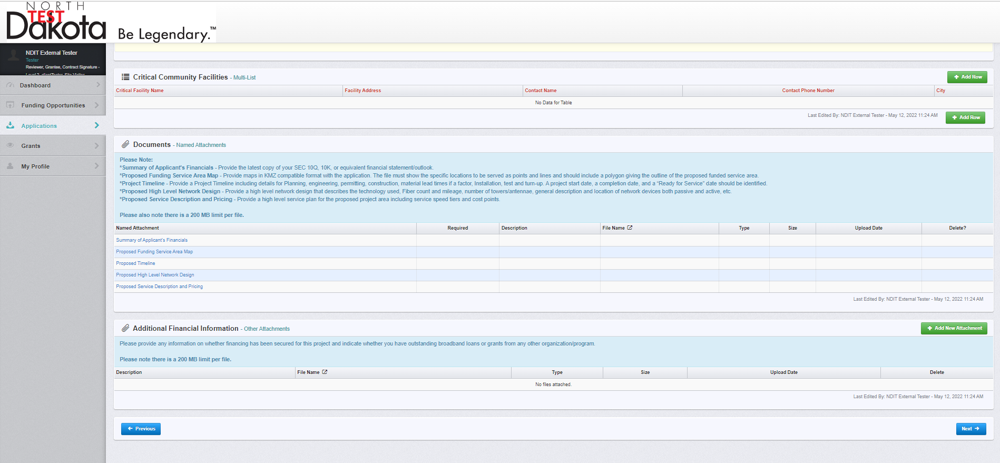 NORTH
TEST
Dakota Be Legendary.™
NDIT External Tester
Tester
Reviewer, Grantee, Contract Signature -
Dashboard
Funding Opportunities
Applications
Grants
My Profile
Critical Community Facilities - Multi-List
Add Row
Critical Facility Name Facility Address Contact Name Contact Phone Number City
No Data for Table
Last Edited By: NDIT External Tester - May 12, 2022 11:24 AM
Add Row
Documents - Named Attachments
Please Note:
*Summary of Applicant's Financials - Provide the latest copy of your SEC 10Q, 10K, or equivalent financial statement/outlook.
*Proposed Funding Service Area Map - Provide maps in KMZ compatible format with the application. The file must show the specific locations to be served as points and lines and should include a polygon giving the outline of the proposed funded service area.
*Project Timeline - Provide a Project Timeline including details for Planning, engineering, permitting, construction, material lead times if a factor, Installation, test and turn-up. A project start date, a completion date, and a “Ready for Service” date should be identified.
*Proposed High Level Network Design - Provide a high level network design that describes the technology used, Fiber count and mileage, number of towers/antennae, general description and location of network devices both passive and active, etc.
*Proposed Service Description and Pricing - Provide a high level service plan for the proposed project area including service speed tiers and cost points.
Please also note there is a 200 MB limit per file.
Named Attachment Required Description File Name Type Size Upload Date Delete?
Summary of Applicant's Financials
Proposed Funding Service Area Map
Proposed Timeline
Proposed High Level Network Design
Proposed Service Description and Pricing
Last Edited By: NDIT External Tester - May 12, 2022 11:24 AM
Additional Financial Information - Other Attachments
Add New Attachment
Please provide any information on whether financing has been secured for this project and indicate whether you have outstanding broadband loans or grants from any other organization/program.
Please note there is a 200 MB limit per file.
Description File Name Type Size Upload Date Delete
No files attached.
Last Edited By: NDIT External Tester - May 12, 2022 11:24 AM
Previous
Next